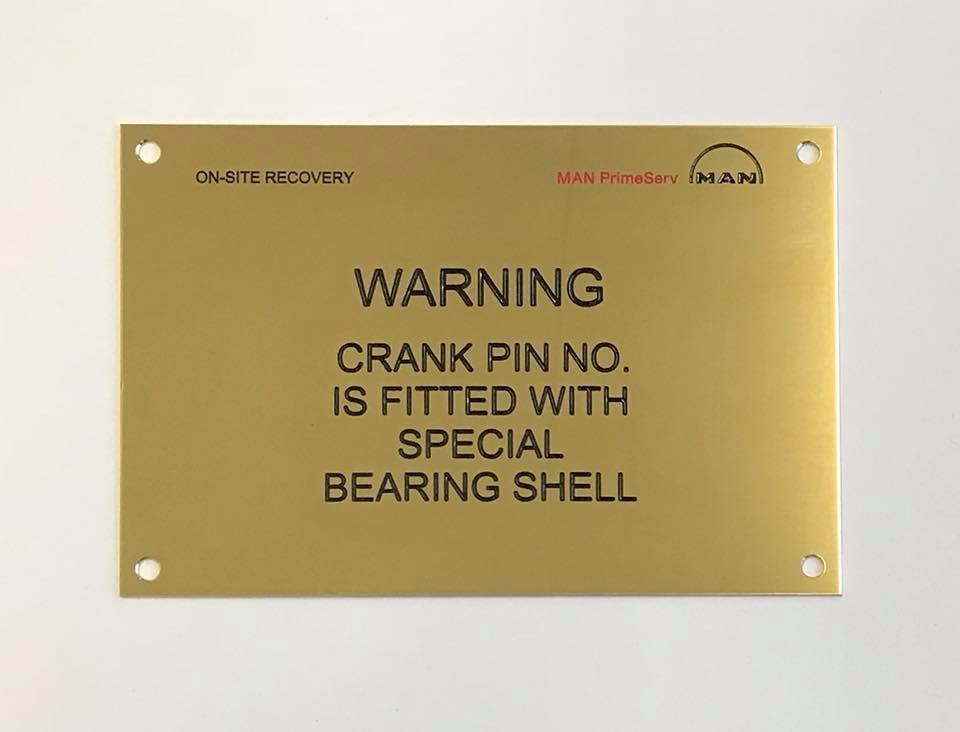 ON-SITE RECOVERY
MAN PrimeServ MAN
WARNING
CRANK PIN NO.
IS FITTED WITH
SPECIAL
BEARING SHELL